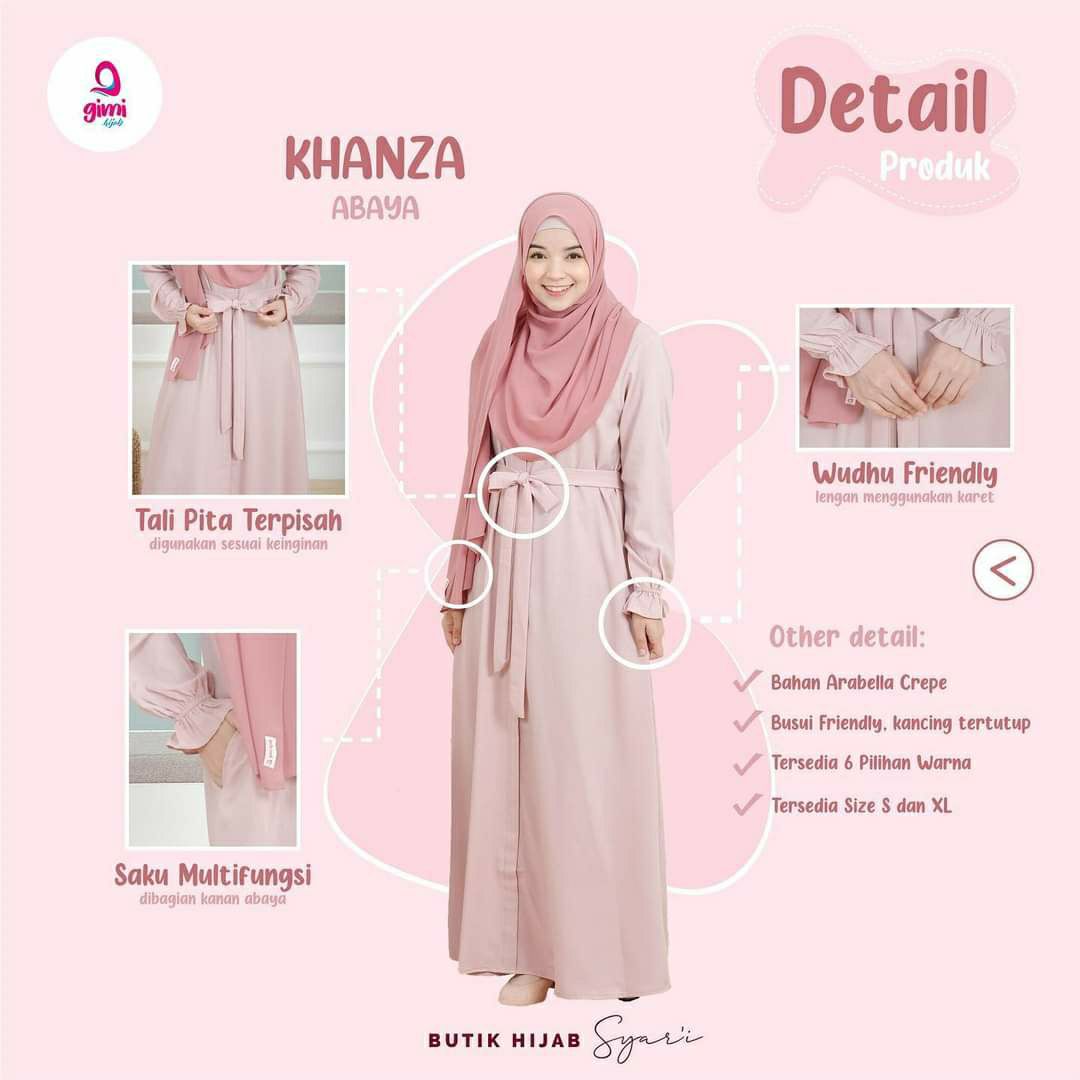 gimi
hijab
Detail
Produk
KHANZA
ABAYA
Tali Pita Terpisah
digunakan sesuai keinginan
Wudhu Friendly
lengan menggunakan karet
Saku Multifungsi
dibagian kanan abaya
Other detail:
Bahan Arabella Crepe
Busui Friendly, kancing tertutup
Tersedia 6 Pilihan Warna
Tersedia Size S dan XL
BUTIK HIJAB Syar'i